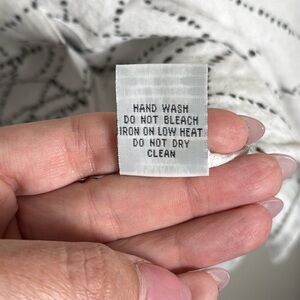 HAND WASH
DO NOT BLEACH
IRON ON LOW HEAT
DO NOT DRY
CLEAN